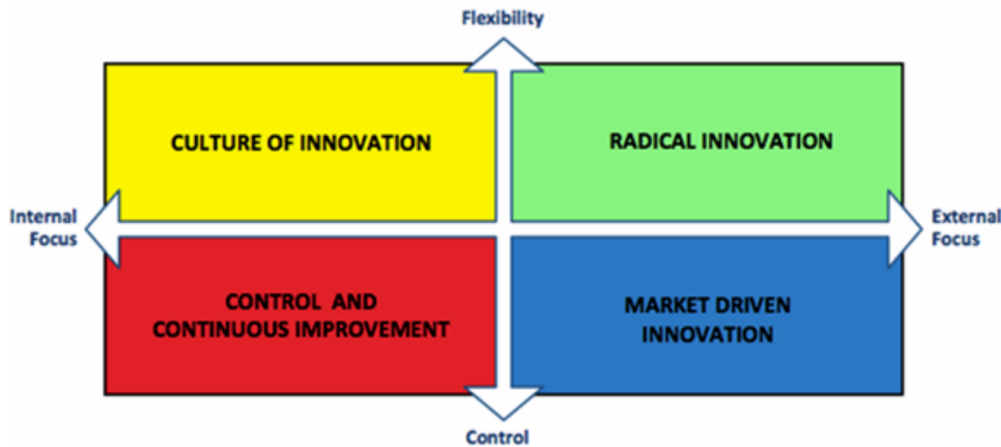 Flexibility
CULTURE OF INNOVATION
RADICAL INNOVATION
Internal
Focus
External
Focus
CONTROL AND
CONTINUOUS IMPROVEMENT
MARKET DRIVEN
INNOVATION
Control